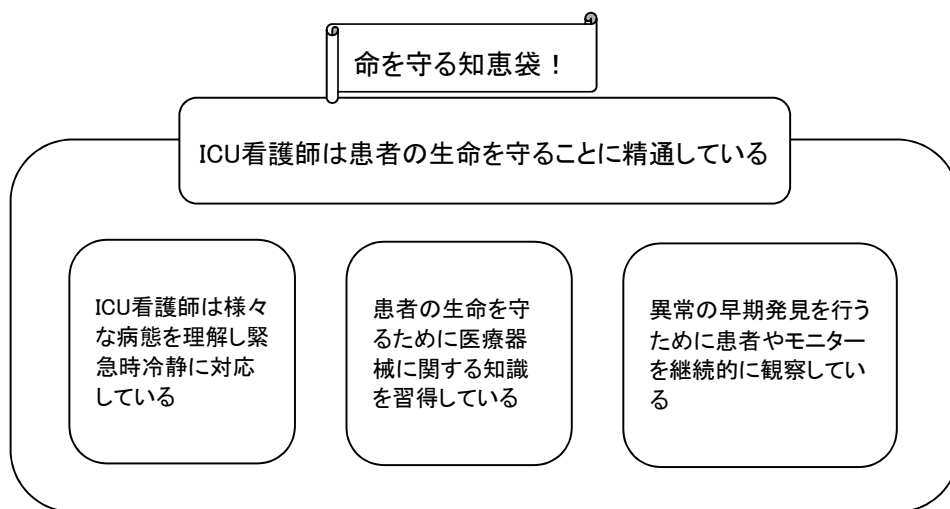 命を守る知恵袋！
ICU看護師は患者の生命を守ることに精通している
ICU看護師は様々
な病態を理解し緊
急時冷静に対応
している
患者の生命を守
るために医療器
械に関する知識
を習得している
異常の早期発見を行う
ために患者やモニター
を継続的に観察してい
る